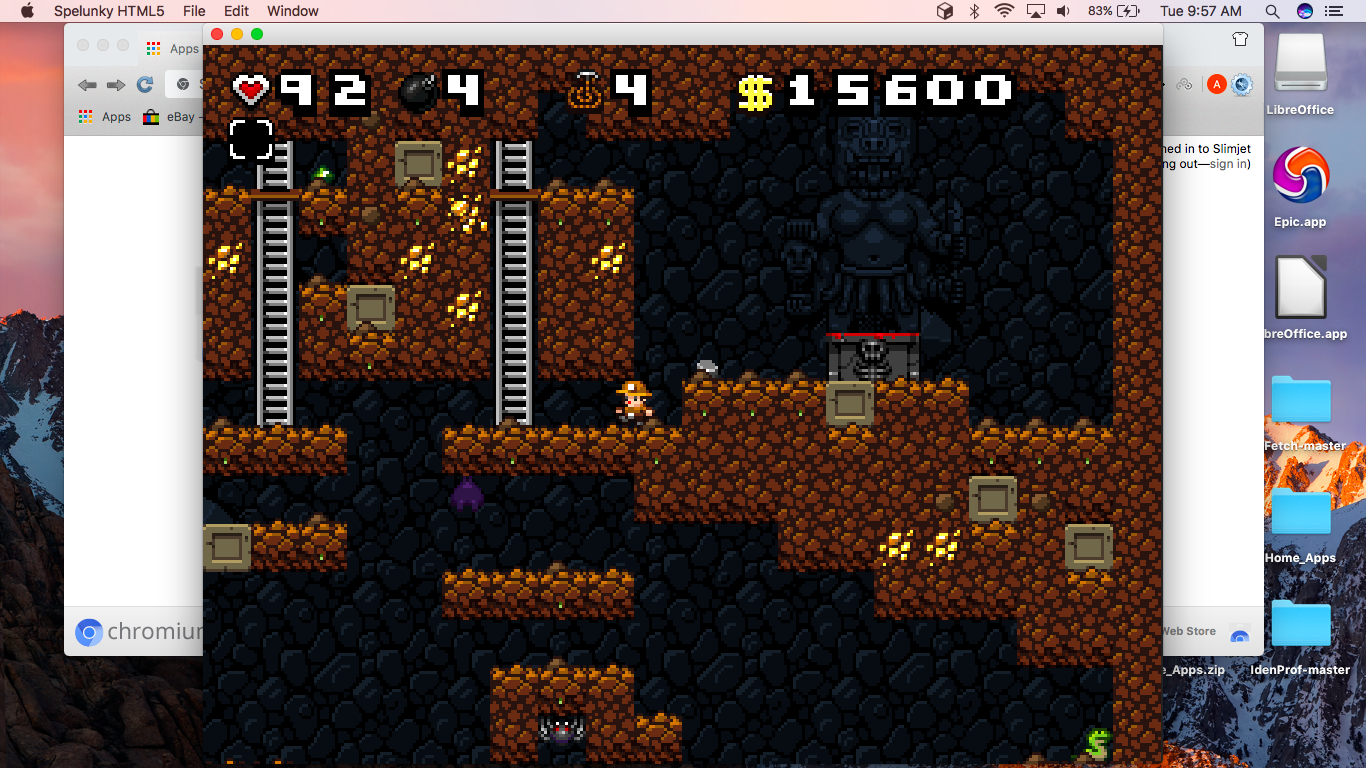 Spelunky HTML5 File Edit Window 83% Tue 9:57 AM
Apps
92 4 4 $15600
A
Apps eBay -
LibreOffice
ned in to Slimjet
ng out—sign in)
Epic.app
breOffice.app
Fetch-master
Home_Apps
chromiu
Web Store
e_Apps.zip IdenProf-master